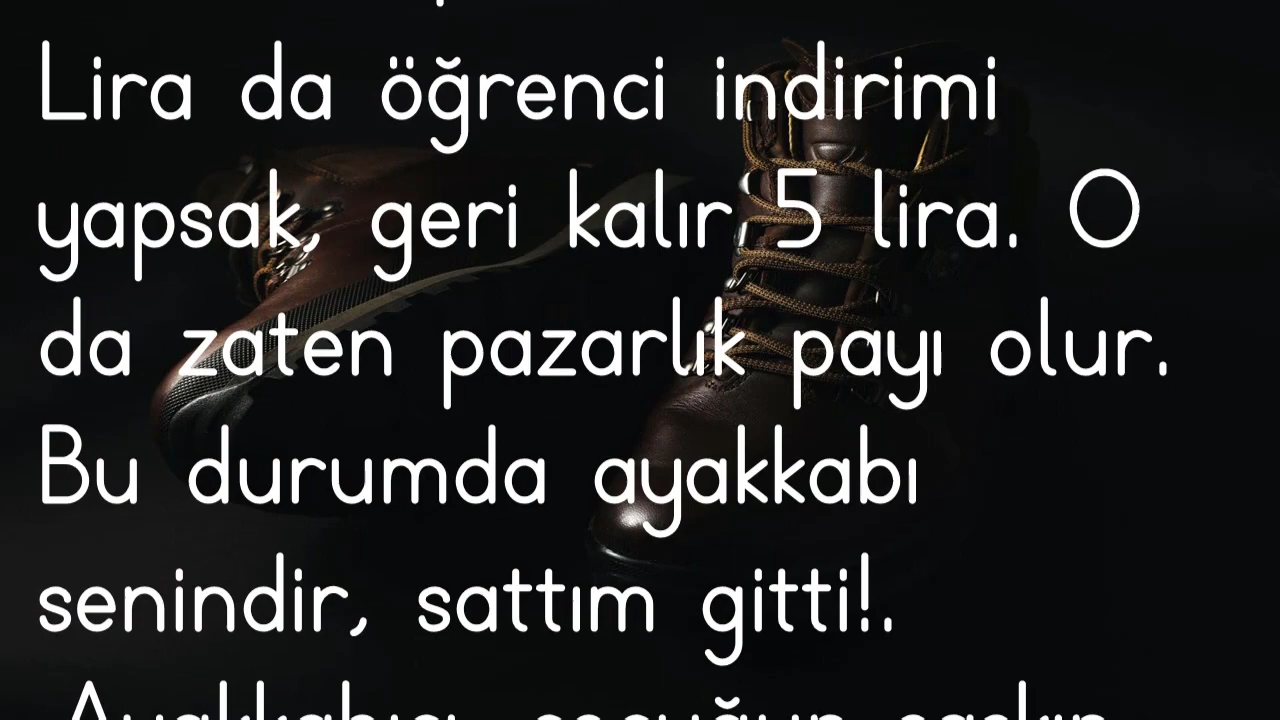 Lira da öğrenci indirimi
yapsak, geri kalır 5 lira. O
da zaten pazarlık payı olur.
Bu durumda ayakkabı
senindir, sattım gitti!.